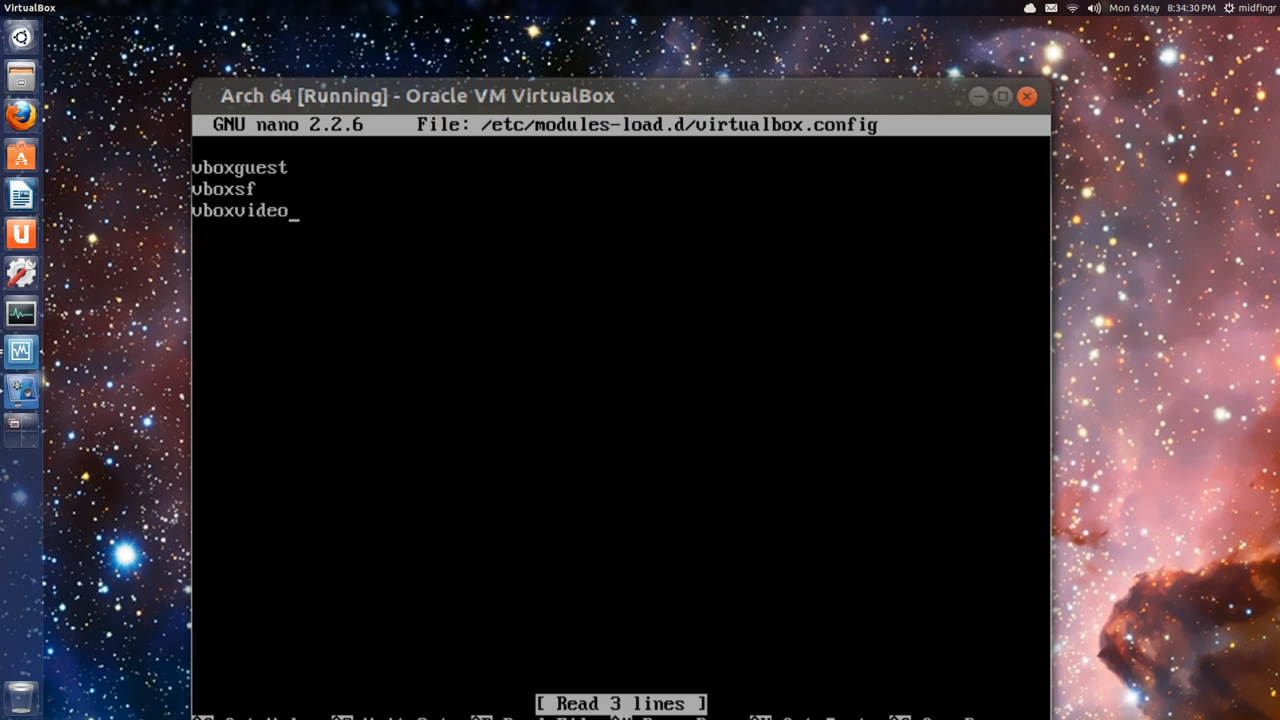 VirtualBox
Mon 6 May 8:34:30 PM midfingr
Arch 64 [Running] - Oracle VM VirtualBox
GNU nano 2.2.6 File: /etc/modules-load.d/virtualbox.config
vboxguest
vboxsf
vboxvideo_
[ Read 3 lines ]